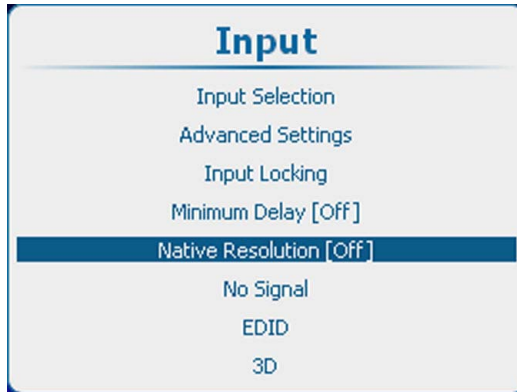 Input
Input Selection
Advanced Settings
Input Locking
Minimum Delay [Off]
Native Resolution [Off]
No Signal
EDID
3D